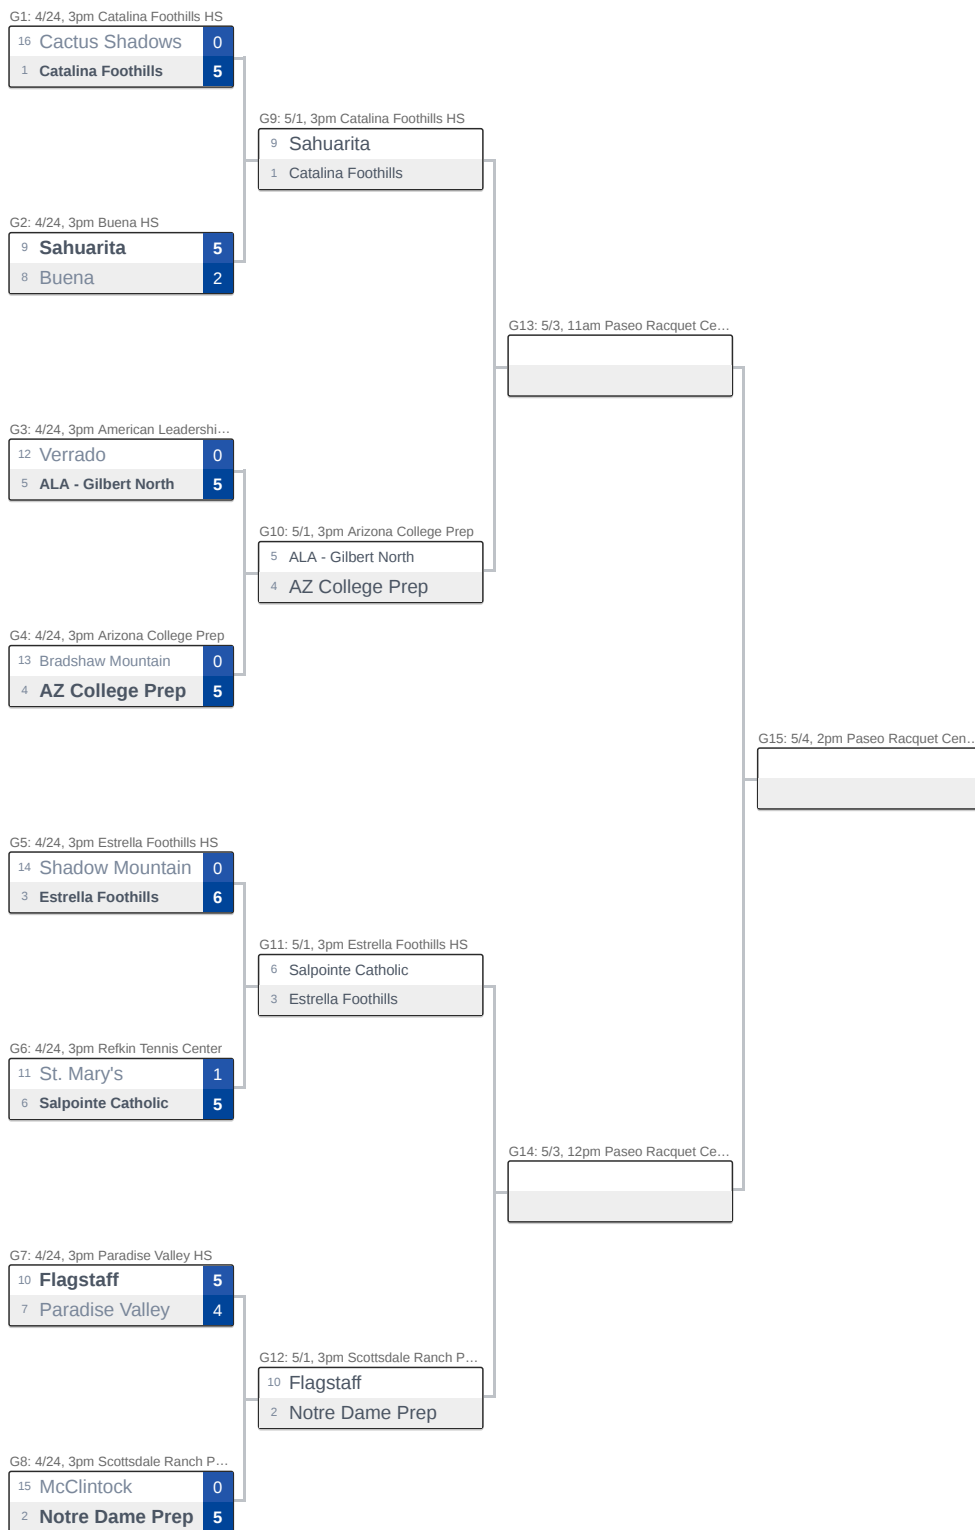 G1: 4/24, 3pm Catalina Foothills HS
16 Cactus Shadows 0
1 Catalina Foothills 5
G9: 5/1, 3pm Catalina Foothills HS
9 Sahuarita
1 Catalina Foothills
G2: 4/24, 3pm Buena HS
9 Sahuarita 5
8 Buena 2
G13: 5/3, 11am Paseo Racquet Ce...
G3: 4/24, 3pm American Leadershi...
12 Verrado 0
5 ALA - Gilbert North 5
G10: 5/1, 3pm Arizona College Prep
5 ALA - Gilbert North
4 AZ College Prep
G4: 4/24, 3pm Arizona College Prep
13 Bradshaw Mountain 0
4 AZ College Prep 5
G15: 5/4, 2pm Paseo Racquet Cen...
G5: 4/24, 3pm Estrella Foothills HS
14 Shadow Mountain 0
3 Estrella Foothills 6
G11: 5/1, 3pm Estrella Foothills HS
6 Salpointe Catholic
3 Estrella Foothills
G6: 4/24, 3pm Refkin Tennis Center
11 St. Mary's 1
6 Salpointe Catholic 5
G14: 5/3, 12pm Paseo Racquet Ce...
G7: 4/24, 3pm Paradise Valley HS
10 Flagstaff 5
7 Paradise Valley 4
G12: 5/1, 3pm Scottsdale Ranch P...
10 Flagstaff
2 Notre Dame Prep
G8: 4/24, 3pm Scottsdale Ranch P...
15 McClintock 0
2 Notre Dame Prep 5